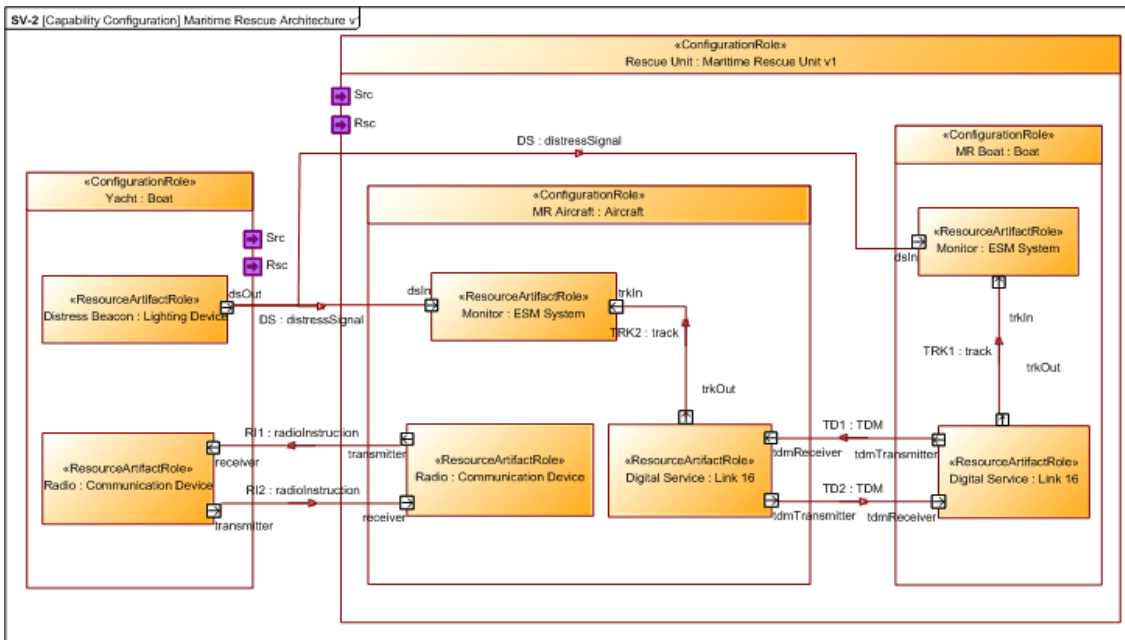 SV-2 [Capability Configuration] Maritime Rescue Architecture v1
«ConfigurationRole»
Rescue Unit : Maritime Rescue Unit v1
Src
Rsc
DS : distressSignal
«ConfigurationRole»
MR Boat : Boat
«ConfigurationRole»
Yacht : Boat
«ConfigurationRole»
MR Aircraft : Aircraft
Src
Rsc
«ResourceArtifactRole»
Monitor : ESM System
dsIn
«ResourceArtifactRole»
Distress Beacon : Lighting Device
dsOut
DS : distressSignal
dsIn
«ResourceArtifactRole»
Monitor : ESM System
trkIn
TRK2 : track
trkOut
trkIn
TRK1 : track
trkOut
«ResourceArtifactRole»
Radio : Communication Device
receiver
transmitter
RI1 : radioInstruction
RI2 : radioInstruction
transmitter
receiver
«ResourceArtifactRole»
Radio : Communication Device
«ResourceArtifactRole»
Digital Service : Link 16
TD1 : TDM
tdmReceiver
tdmTransmitter
TD2 : TDM
tdmTransmitter
tdmReceiver
«ResourceArtifactRole»
Digital Service : Link 16